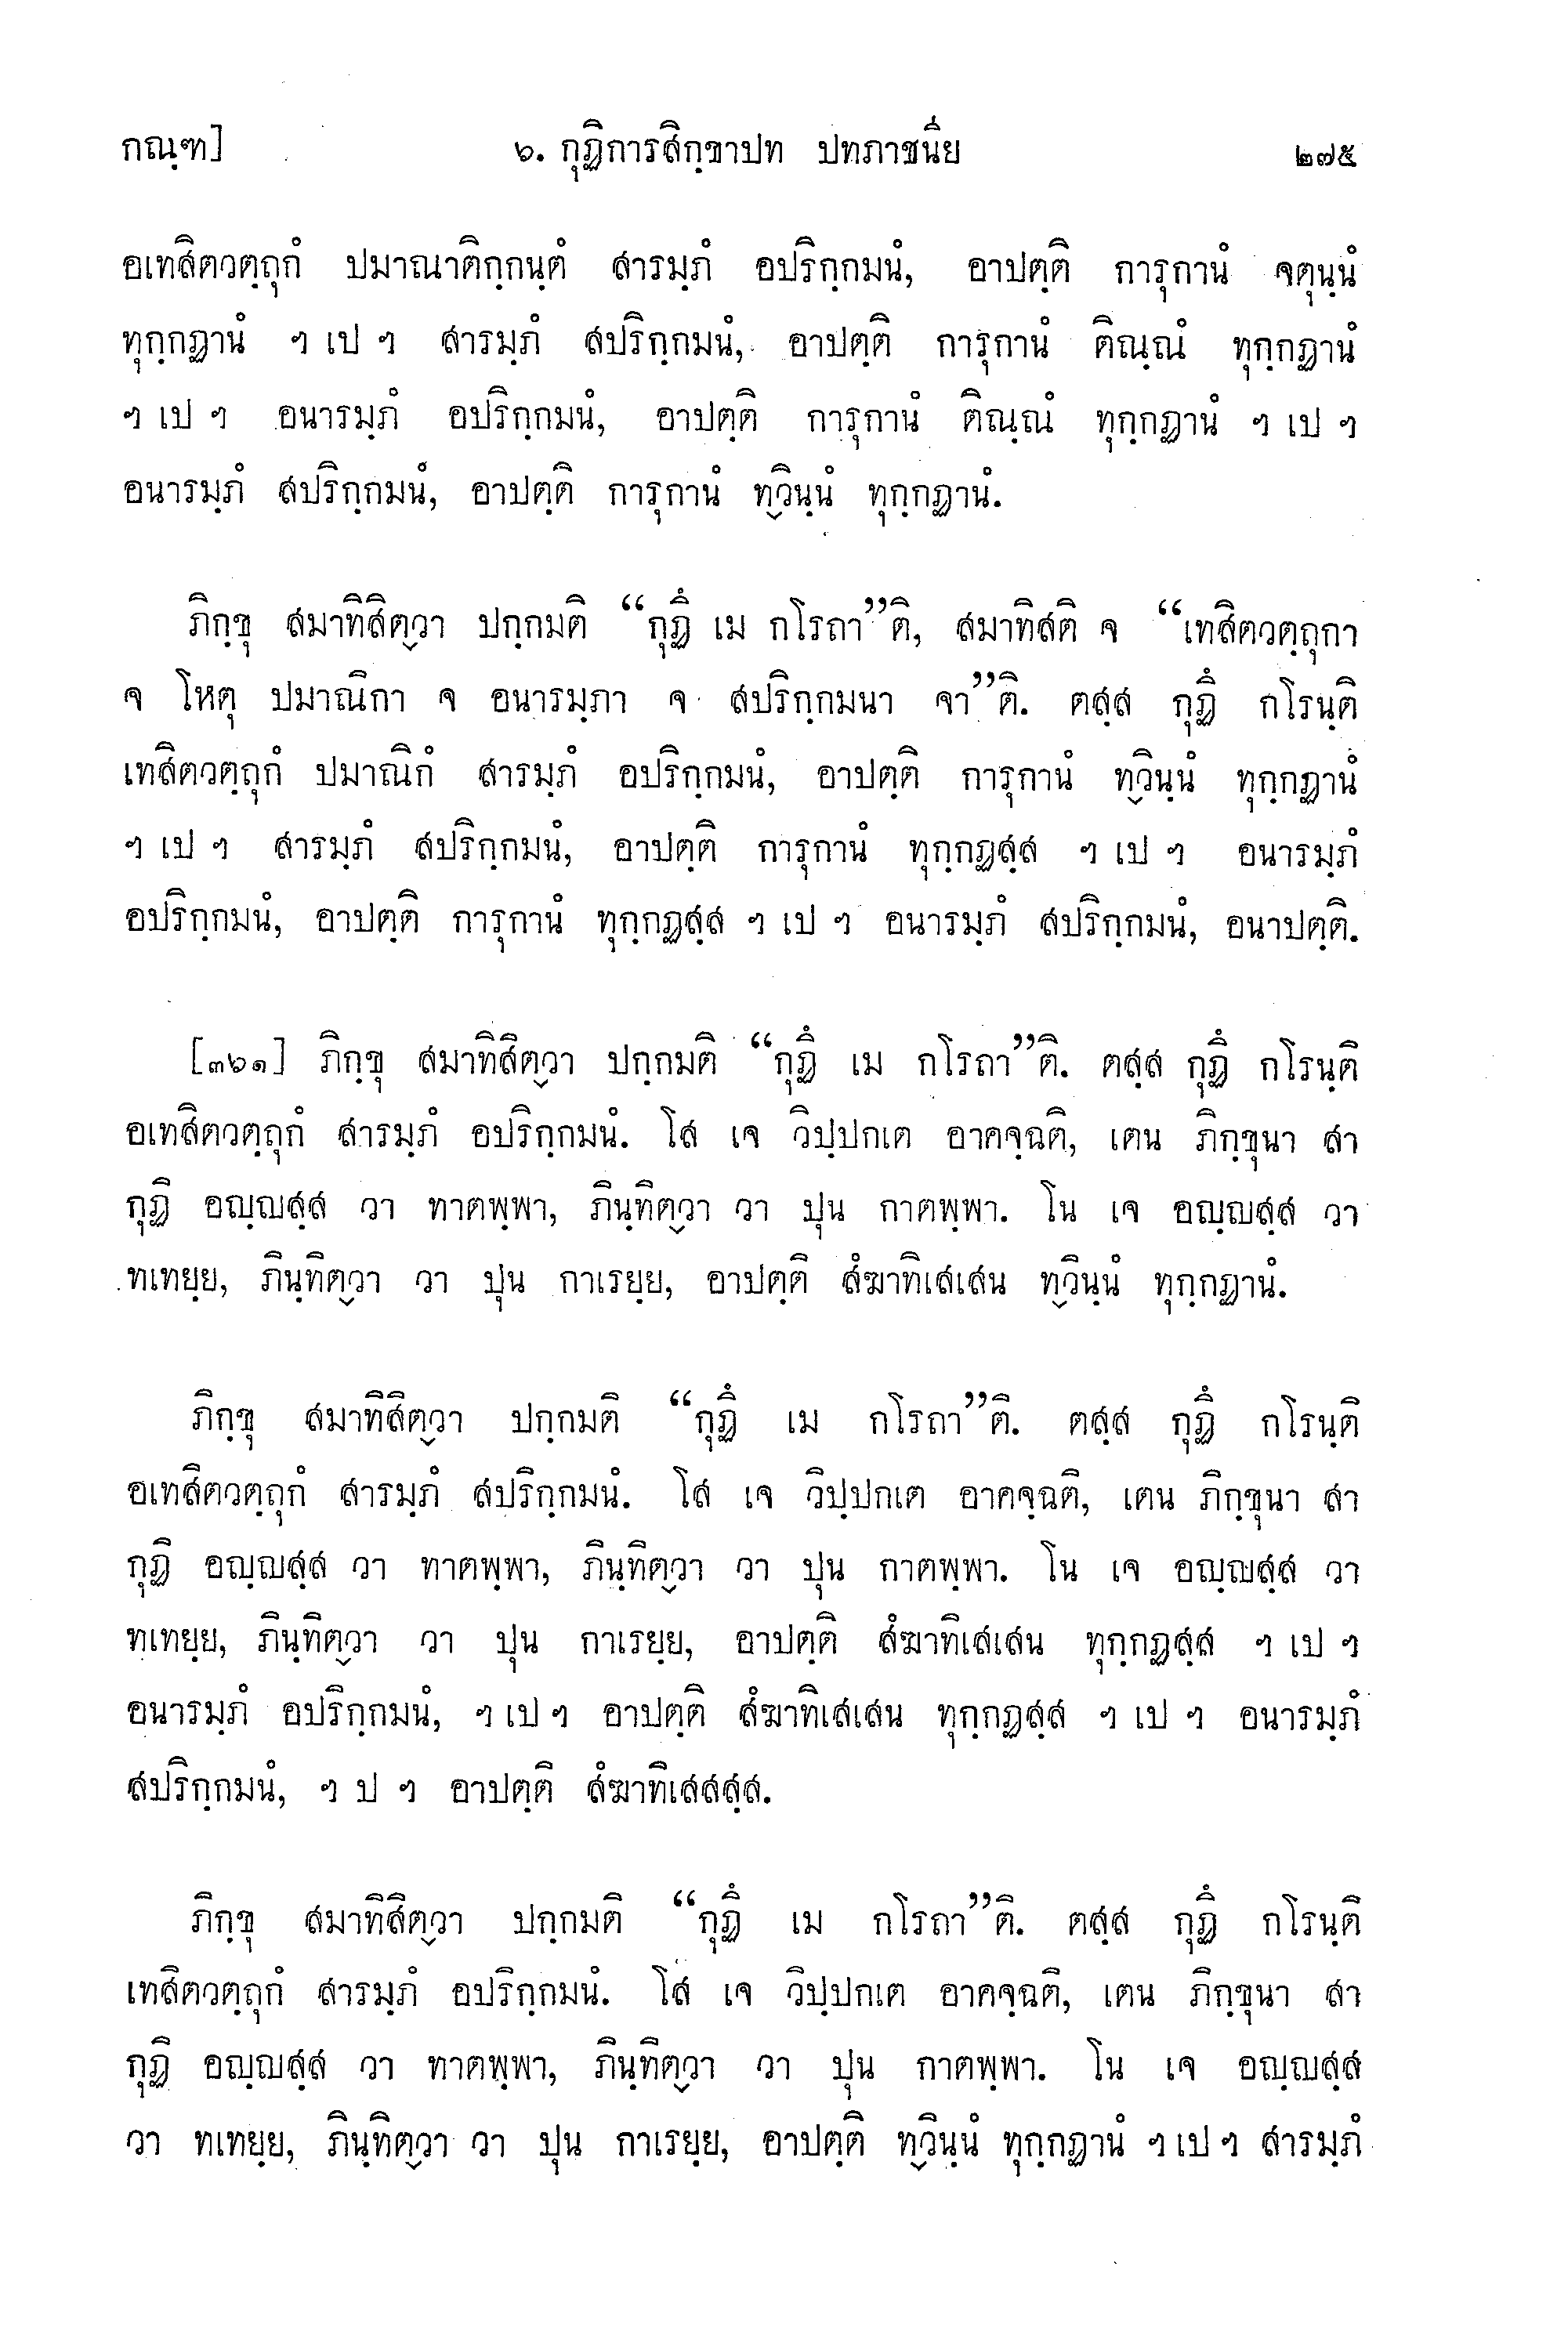 กณฺฑ] ๖. กุฏิการสิกฺขาปท ปทภาชนีย ๒๗๕
อเทสิตวตฺถุกํ ปมาณาติกฺกนฺตํ สารมฺภํ อปริกฺกมนํ, อาปตฺติ การุกานํ จตุนฺนํ
ทุกฺกฏานํ ฯ เป ฯ สารมฺภํ สปริกฺกมนํ, อาปตฺติ การุกานํ ติณฺณํ ทุกฺกฏานํ
ฯ เป ฯ อนารมฺภํ อปริกฺกมนํ, อาปตฺติ การุกานํ ติณฺณํ ทุกฺกฏานํ ฯ เป ฯ
อนารมฺภํ สปริกฺกมนํ, อาปตฺติ การุกานํ ทฺวินฺนํ ทุกฺกฏานํ.
ภิกฺขุ สมาทิสิตฺวา ปกฺกมติ “กุฏึ เม กโรถา”ติ, สมาทิสติ จ “เทสิตวตฺถุกา
จ โหตุ ปมาณิกา จ อนารมฺภา จ สปริกฺกมนา จา”ติ. ตสฺส กุฏึ กโรนฺติ
เทสิตวตฺถุกํ ปมาณิกํ สารมฺภํ อปริกฺกมนํ, อาปตฺติ การุกานํ ทฺวินฺนํ ทุกฺกฏานํ
ฯ เป ฯ สารมฺภํ สปริกฺกมนํ, อาปตฺติ การุกานํ ทุกฺกฏสฺส ฯ เป ฯ อนารมฺภํ
อปริกฺกมนํ, อาปตฺติ การุกานํ ทุกฺกฏสฺส ฯ เป ฯ อนารมฺภํ สปริกฺกมนํ, อนาปตฺติ.
[๓๖๑] ภิกฺขุ สมาทิสิตฺวา ปกฺกมติ “กุฏึ เม กโรถา”ติ. ตสฺส กุฏึ กโรนฺติ
อเทสิตวตฺถุกํ สารมฺภํ อปริกฺกมนํ. โส เจ วิปฺปกเต อาคจฺฉติ, เตน ภิกฺขุนา สา
กุฏิ อญฺญสฺส วา ทาตพฺพา, ภินฺทิตฺวา วา ปุน กาตพฺพา. โน เจ อญฺญสฺส วา
ทเทยฺย, ภินฺทิตฺวา วา ปุน กาเรยฺย, อาปตฺติ สํฆาทิเสเสน ทฺวินฺนํ ทุกฺกฏานํ.
ภิกฺขุ สมาทิสิตฺวา ปกฺกมติ “กุฏึ เม กโรถา”ติ. ตสฺส กุฏึ กโรนฺติ
อเทสิตวตฺถุกํ สารมฺภํ สปริกฺกมนํ. โส เจ วิปฺปกเต อาคจฺฉติ, เตน ภิกฺขุนา สา
กุฏิ อญฺญสฺส วา ทาตพฺพา, ภินฺทิตฺวา วา ปุน กาตพฺพา. โน เจ อญฺญสฺส วา
ทเทยฺย, ภินฺทิตฺวา วา ปุน กาเรยฺย, อาปตฺติ สํฆาทิเสเสน ทุกฺกฏสฺส ฯ เป ฯ
อนารมฺภํ อปริกฺกมนํ, ฯ เป ฯ อาปตฺติ สํฆาทิเสเสน ทุกฺกฏสฺส ฯ เป ฯ อนารมฺภํ
สปริกฺกมนํ, ฯ ป ฯ อาปตฺติ สํฆาทิเสสสฺส.
ภิกฺขุ สมาทิสิตฺวา ปกฺกมติ “กุฏึ เม กโรถา”ติ. ตสฺส กุฏึ กโรนฺติ
เทสิตวตฺถุกํ สารมฺภํ อปริกฺกมนํ. โส เจ วิปฺปกเต อาคจฺฉติ, เตน ภิกฺขุนา สา
กุฏิ อญฺญสฺส วา ทาตพฺพา, ภินฺทิตฺวา วา ปุน กาตพฺพา. โน เจ อญฺญสฺส
วา ทเทยฺย, ภินฺทิตฺวา วา ปุน กาเรยฺย, อาปตฺติ ทฺวินฺนํ ทุกฺกฏานํ ฯ เป ฯ สารมฺภํ